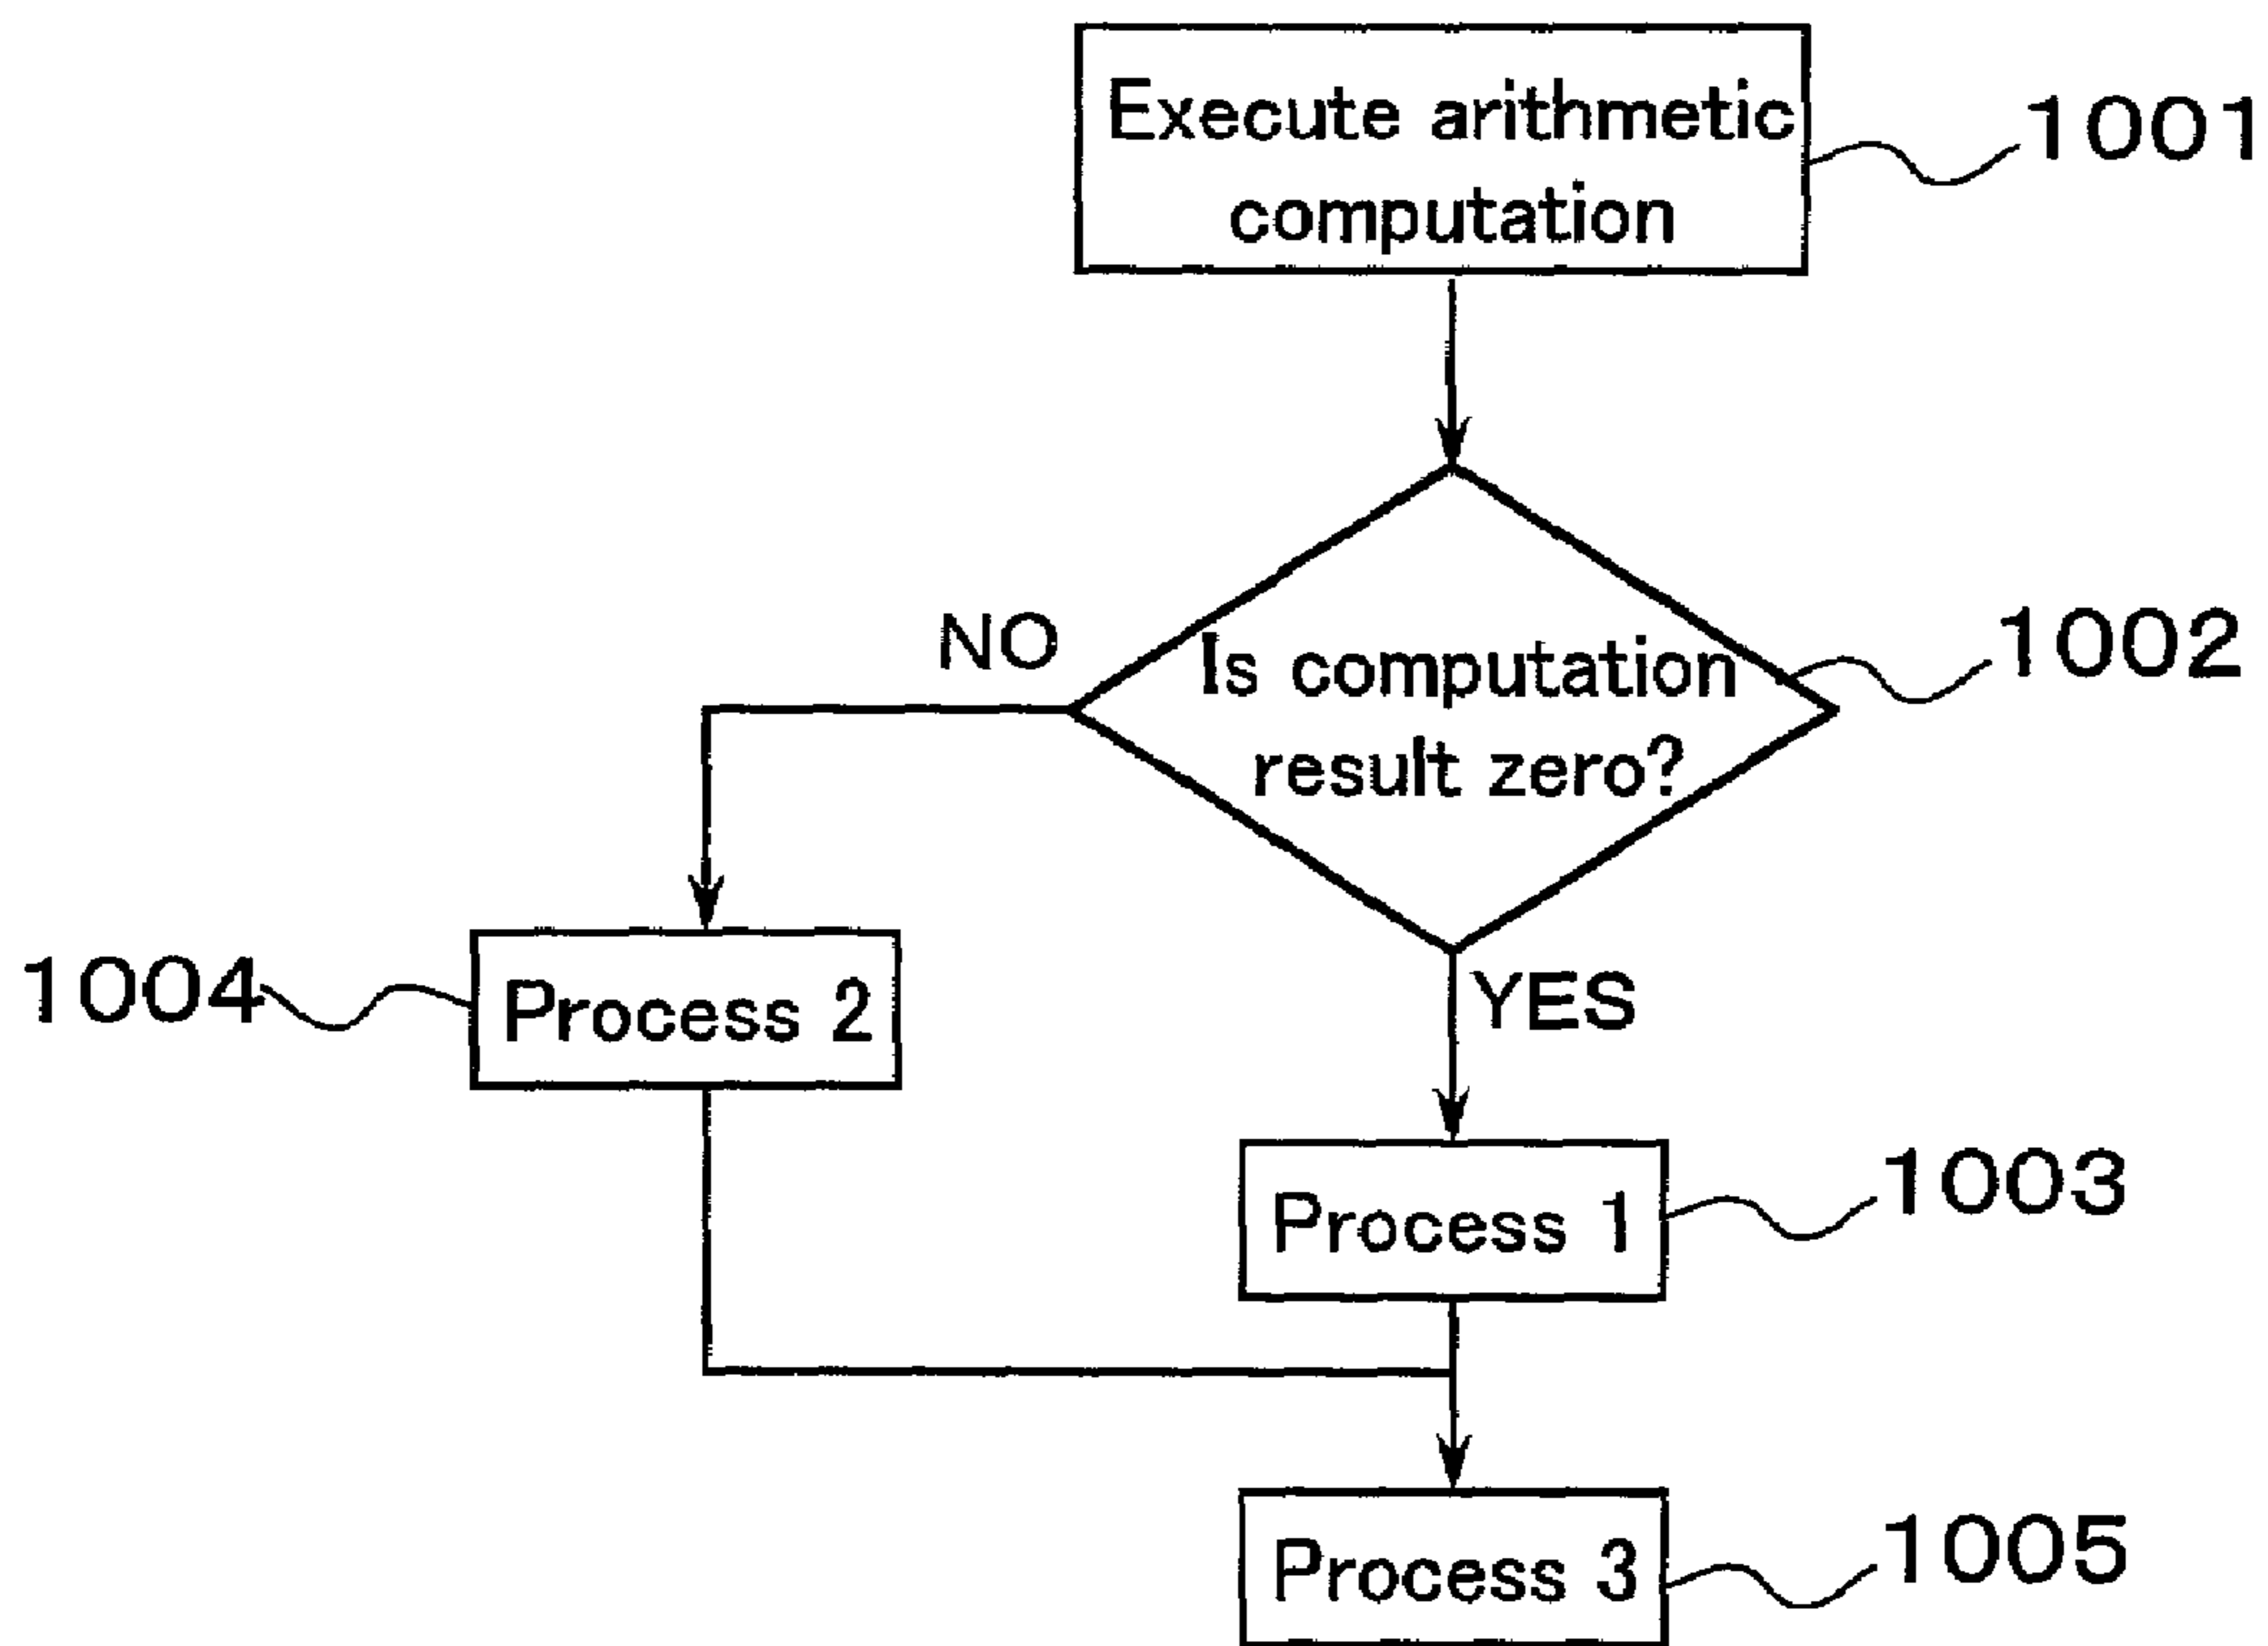 Execute arithmetic
computation
1001
NO
Is computation
result zero?
1002
1004
Process 2
YES
Process 1
1003
Process 3
1005